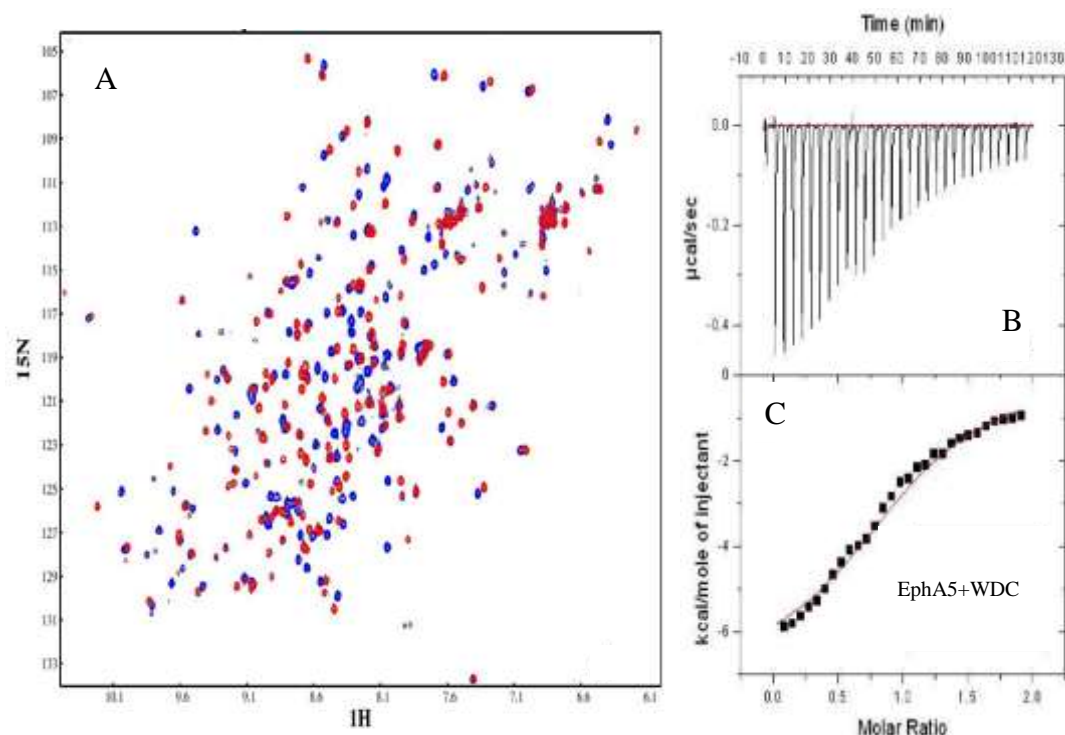 A
105
107
109
111
113
115
117
119
121
123
125
127
129
131
133
15N
10.1 9.6 9.1 8.6 8.1 7.6 7.1 6.6 6.1
1H
Time (min)
-10 0 10 20 30 40 50 60 70 80 90 100 110 120 130
0.0
-0.2
-0.4
µcal/sec
B
0
-2
-4
-6
kcal/mole of injectant
C
EphA5+WDC
0.0 0.5 1.0 1.5 2.0
Molar Ratio